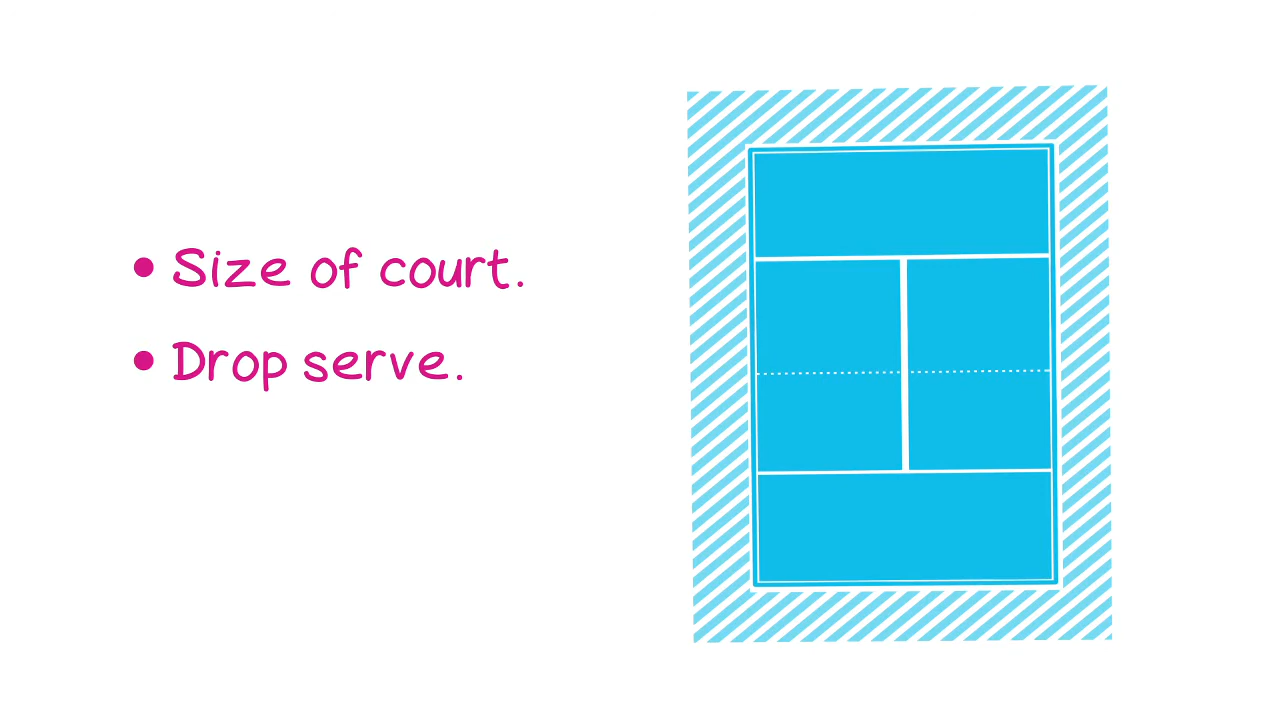 • Size of court.
• Drop serve.